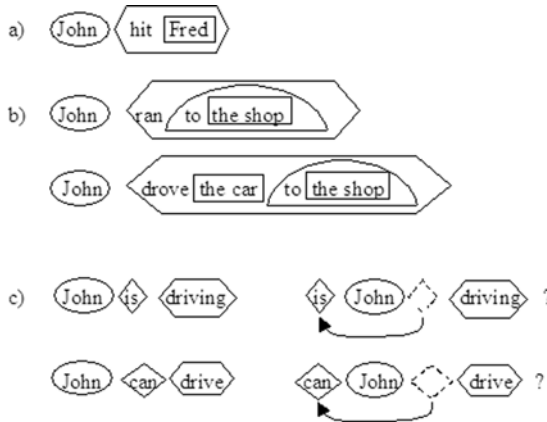 a) John hit Fred
b) John ran to the shop
John drove the car to the shop
c) John is driving is John driving ?
John can drive can John drive ?